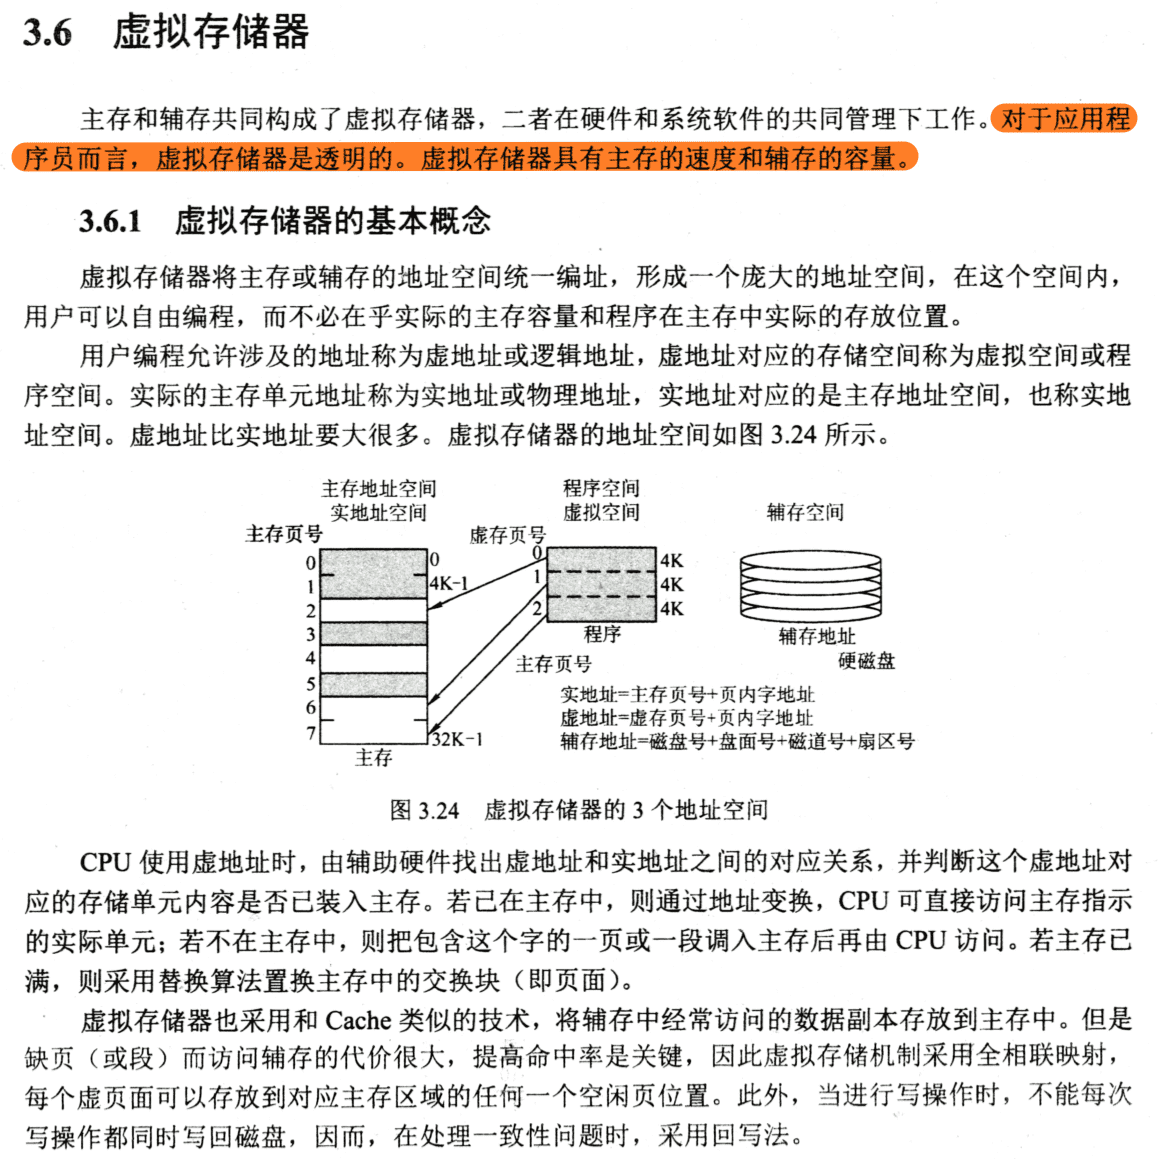 3.6 虚拟存储器
主存和辅存共同构成了虚拟存储器，二者在硬件和系统软件的共同管理下工作。对于应用程
序员而言，虚拟存储器是透明的。虚拟存储器具有主存的速度和辅存的容量。
3.6.1 虚拟存储器的基本概念
虚拟存储器将主存或辅存的地址空间统一编址，形成一个庞大的地址空间，在这个空间内，
用户可以自由编程，而不必在乎实际的主存容量和程序在主存中实际的存放位置。
用户编程允许涉及的地址称为虚地址或逻辑地址，虚地址对应的存储空间称为虚拟空间或程
序空间。实际的主存单元地址称为实地址或物理地址，实地址对应的是主存地址空间，也称实地
址空间。虚地址比实地址要大很多。虚拟存储器的地址空间如图 3.24 所示。
主存地址空间
实地址空间
主存页号
0
1
2
3
4
5
6
7
0
4K-1
32K-1
主存
程序空间
虚拟空间
虚存页号
0
1
2
4K
4K
4K
程序
主存页号
辅存空间
辅存地址
硬磁盘
实地址=主存页号+页内字地址
虚地址=虚存页号+页内字地址
辅存地址=磁盘号+盘面号+磁道号+扇区号
图 3.24 虚拟存储器的 3 个地址空间
CPU 使用虚地址时，由辅助硬件找出虚地址和实地址之间的对应关系，并判断这个虚地址对
应的存储单元内容是否已装入主存。若已在主存中，则通过地址变换，CPU 可直接访问主存指示
的实际单元；若不在主存中，则把包含这个字的一页或一段调入主存后再由 CPU 访问。若主存已
满，则采用替换算法置换主存中的交换块（即页面）。
虚拟存储器也采用和 Cache 类似的技术，将辅存中经常访问的数据副本存放到主存中。但是
缺页（或段）而访问辅存的代价很大，提高命中率是关键，因此虚拟存储机制采用全相联映射，
每个虚页面可以存放到对应主存区域的任何一个空闲页位置。此外，当进行写操作时，不能每次
写操作都同时写回磁盘，因而，在处理一致性问题时，采用回写法。